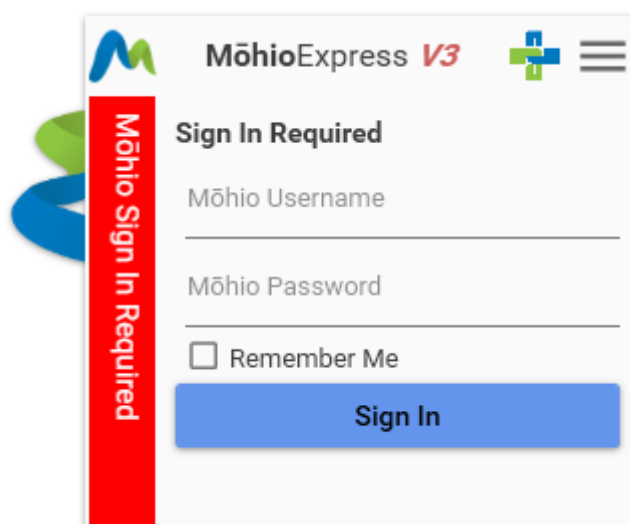 MōhioExpress V3
Mōhio Sign In Required
Sign In Required
Mōhio Username
Mōhio Password
Remember Me
Sign In